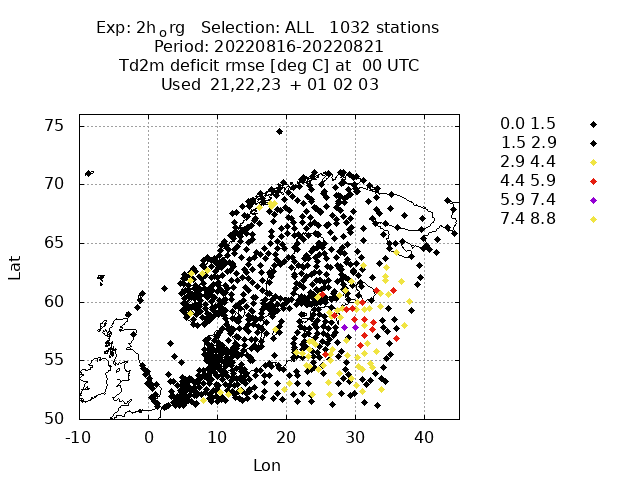 Exp: 2h_org   Selection: ALL   1032 stations
Period: 20220816-20220821
Td2m deficit rmse [deg C] at  00 UTC
Used  21,22,23  + 01 02 03
0.0 1.5
1.5 2.9
2.9 4.4
4.4 5.9
5.9 7.4
7.4 8.8
Lat
75
70
65
60
55
50
-10 0 10 20 30 40
Lon